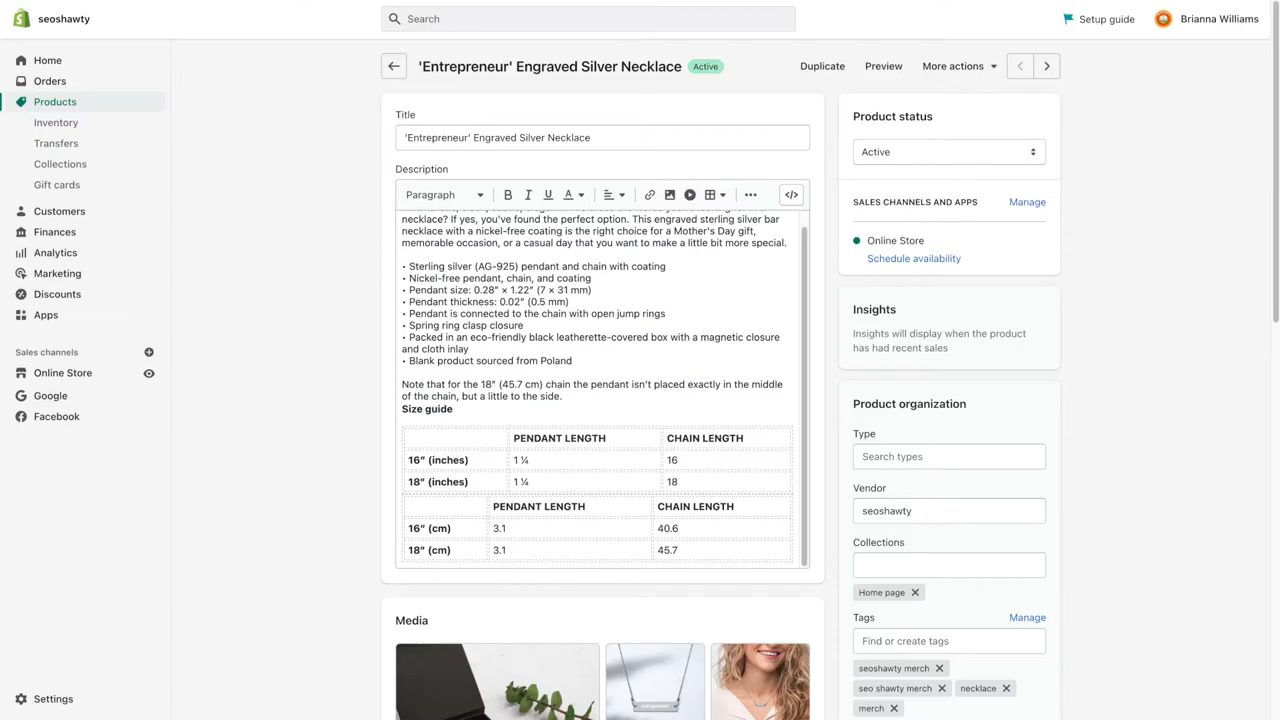 seoshawty
Search
Setup guide
Brianna Williams
Home
Orders
Products
Inventory
Transfers
Collections
Gift cards
Customers
Finances
Analytics
Marketing
Discounts
Apps
Sales channels
Online Store
Google
Facebook
Settings
'Entrepreneur' Engraved Silver Necklace Active
Duplicate Preview More actions
Title
'Entrepreneur' Engraved Silver Necklace
Description
Paragraph B I U A </>
necklace? If yes, you've found the perfect option. This engraved sterling silver bar
necklace with a nickel-free coating is the right choice for a Mother's Day gift,
memorable occasion, or a casual day that you want to make a little bit more special.
• Sterling silver (AG-925) pendant and chain with coating
• Nickel-free pendant, chain, and coating
• Pendant size: 0.28″ × 1.22″ (7 × 31 mm)
• Pendant thickness: 0.02″ (0.5 mm)
• Pendant is connected to the chain with open jump rings
• Spring ring clasp closure
• Packed in an eco-friendly black leatherette-covered box with a magnetic closure
and cloth inlay
• Blank product sourced from Poland
Note that for the 18″ (45.7 cm) chain the pendant isn't placed exactly in the middle
of the chain, but a little to the side.
Size guide
PENDANT LENGTH CHAIN LENGTH
16″ (inches) 1 ¼ 16
18″ (inches) 1 ¼ 18
PENDANT LENGTH CHAIN LENGTH
16″ (cm) 3.1 40.6
18″ (cm) 3.1 45.7
Media
Product status
Active
SALES CHANNELS AND APPS Manage
Online Store
Schedule availability
Insights
Insights will display when the product
has had recent sales
Product organization
Type
Search types
Vendor
seoshawty
Collections
Home page
Tags Manage
Find or create tags
seoshawty merch
seo shawty merch necklace
merch